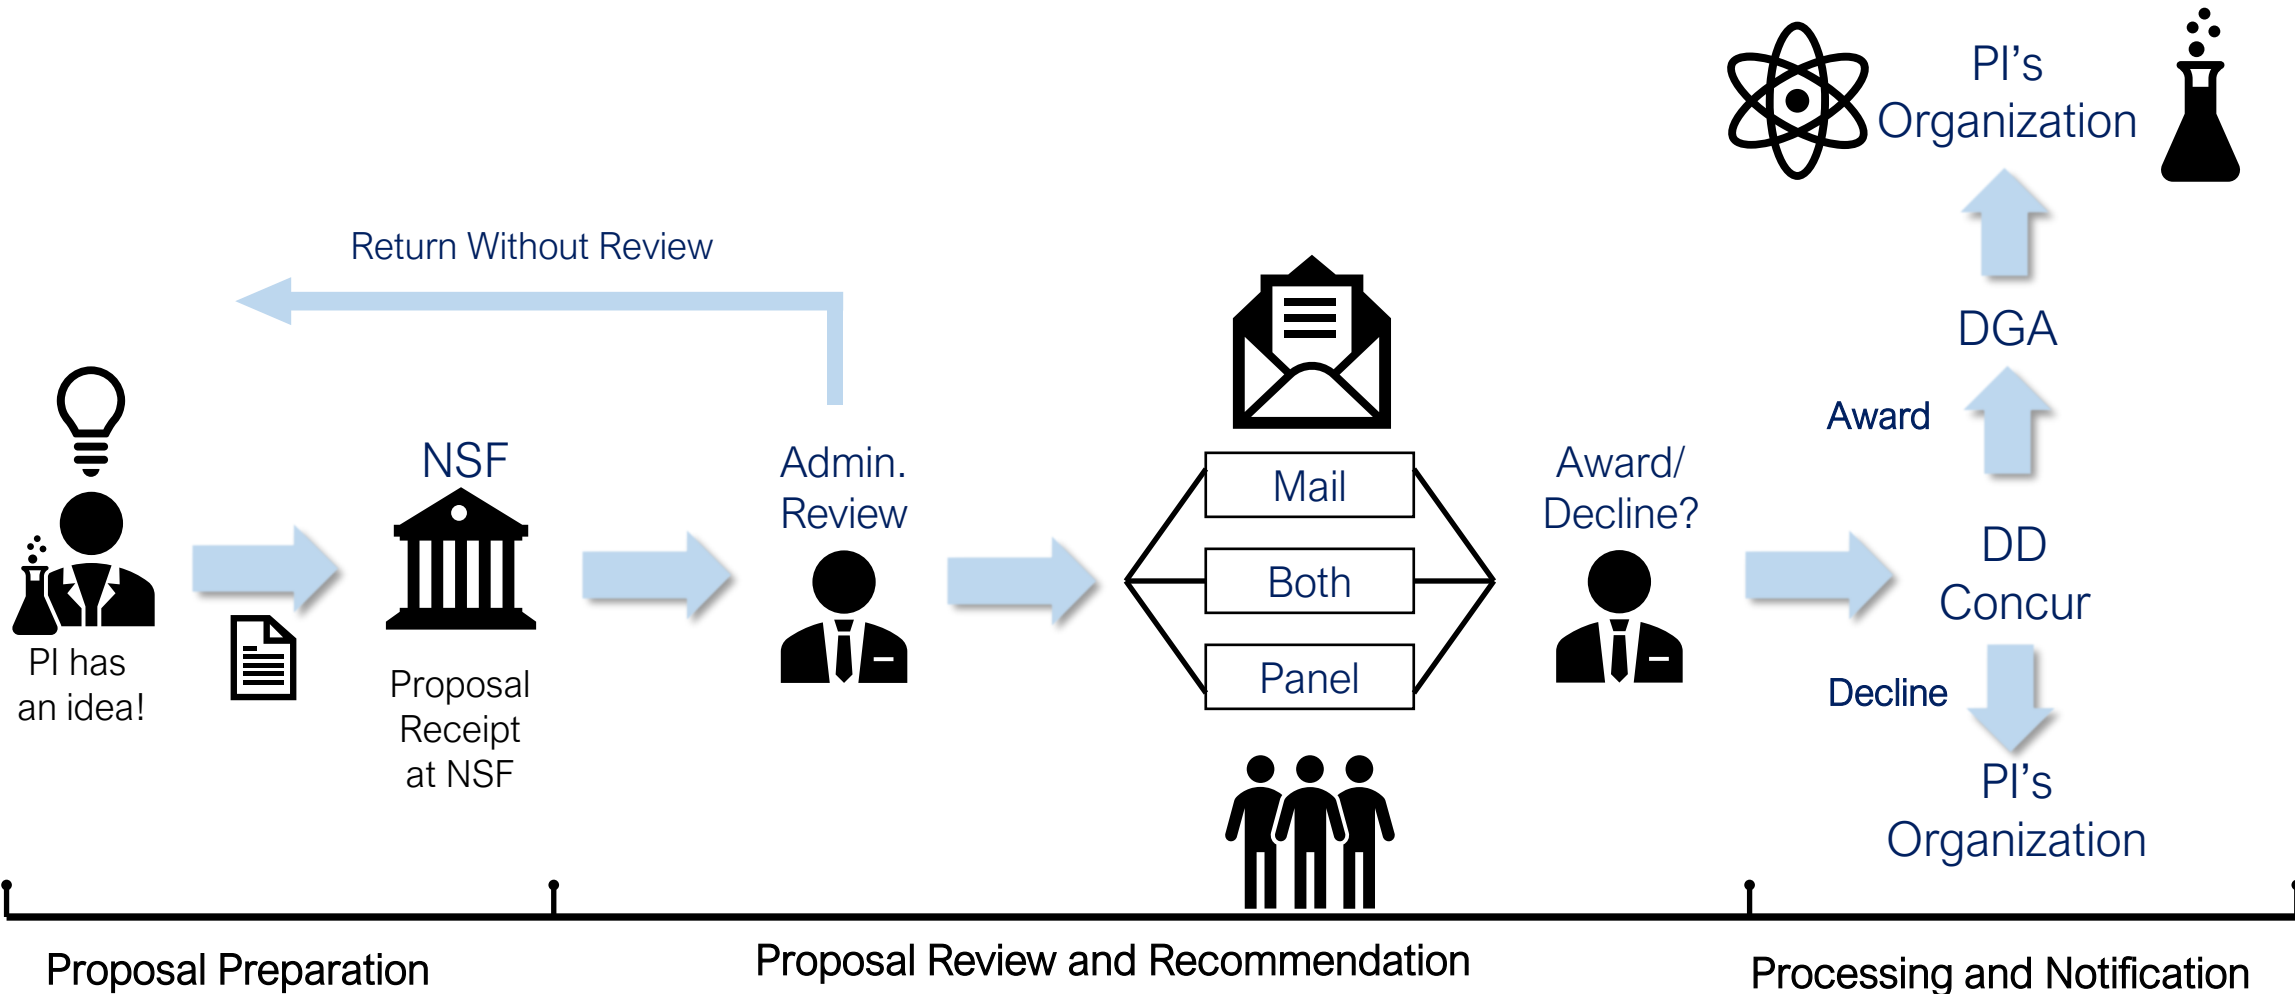 PI has
an idea!
NSF
Proposal
Receipt
at NSF
Return Without Review
Admin.
Review
Mail
Both
Panel
Award/
Decline?
DD
Concur
Award
DGA
PI's
Organization
Decline
PI's
Organization
Proposal Preparation
Proposal Review and Recommendation
Processing and Notification